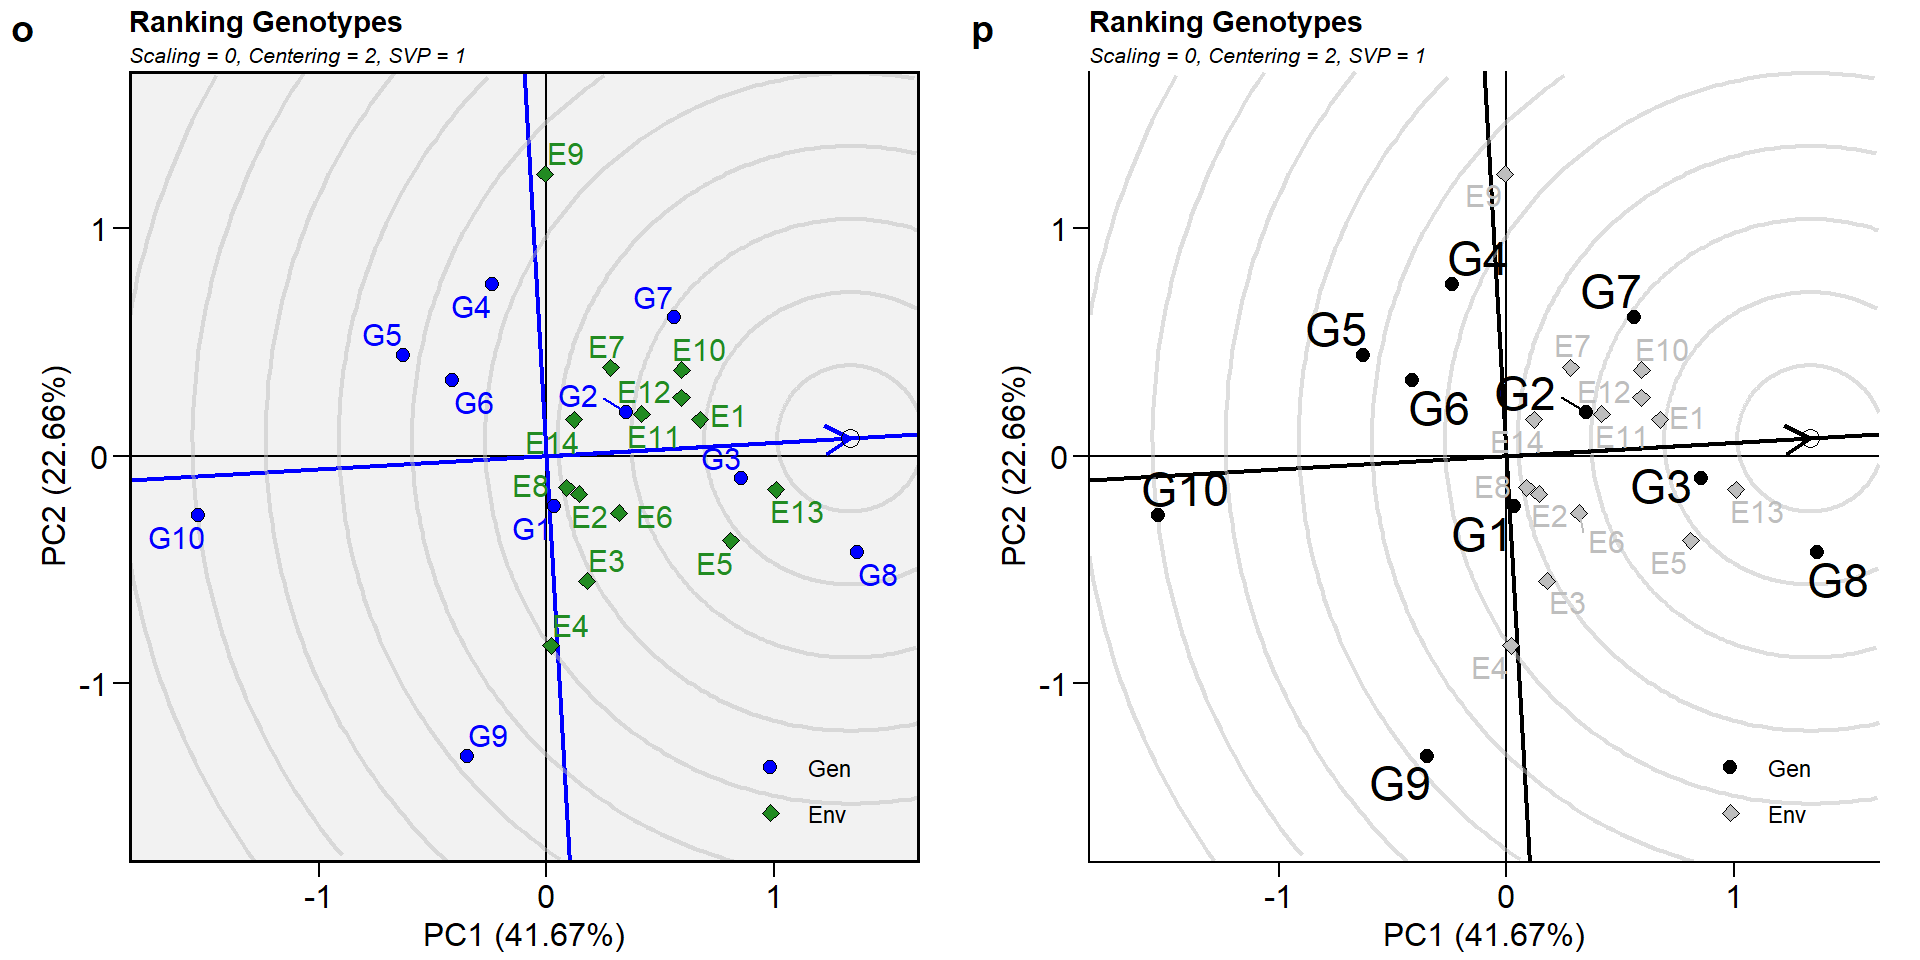 o
Ranking Genotypes
Scaling = 0, Centering = 2, SVP = 1
E9
G4
G7
G5
E7
E10
G6
G2
E12
E1
E14
E11
G3
E8
G1
E2
E6
E13
G10
E3
E5
G8
E4
G9
Gen
Env
1
0
-1
-1
0
1
PC2 (22.66%)
PC1 (41.67%)
p
Ranking Genotypes
Scaling = 0, Centering = 2, SVP = 1
E9
G4
G7
G5
E7
E10
G6
G2
E12
E1
E14
E11
G10
E8
G3
G1
E2
E13
E6
E5
G8
E3
E4
G9
Gen
Env
1
0
-1
-1
0
1
PC2 (22.66%)
PC1 (41.67%)